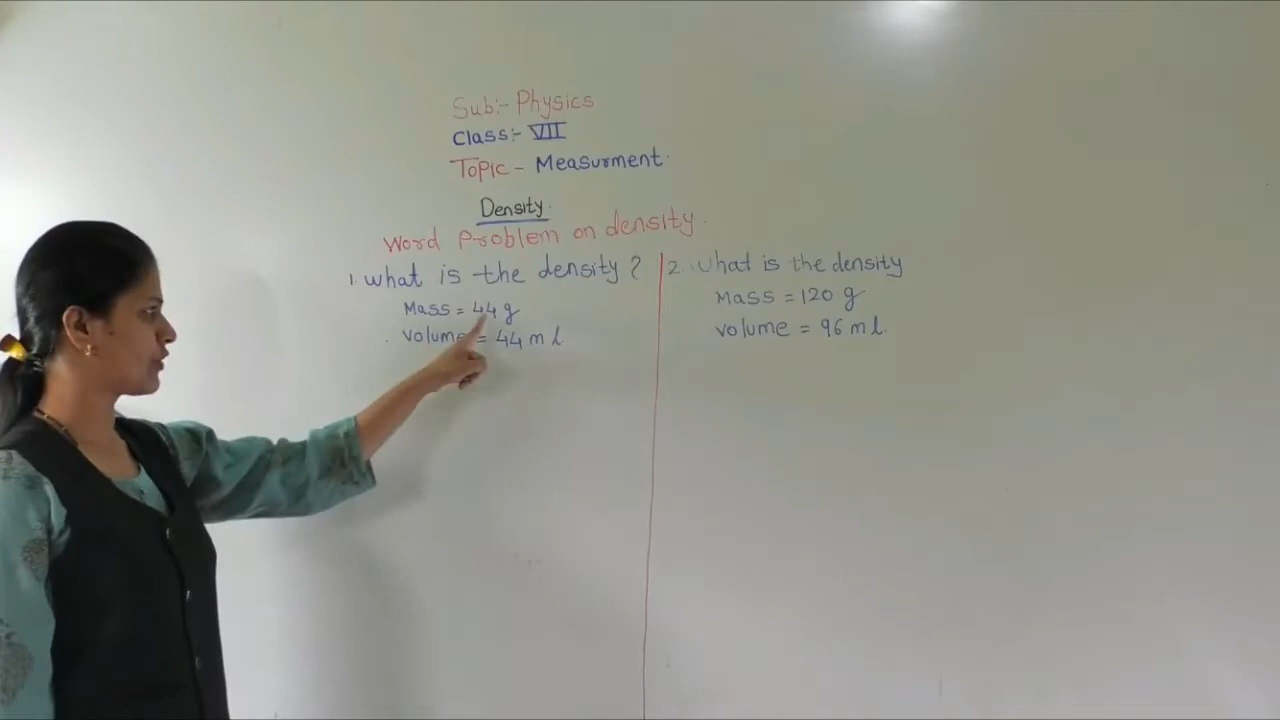 Sub:- Physics
Class:- VII
Topic - Measurment.
Density.
Word Problem on density.
1. What is the density?
Mass = 44 g
Volume = 44 ml
2. What is the density
Mass = 120 g
Volume = 96 ml.